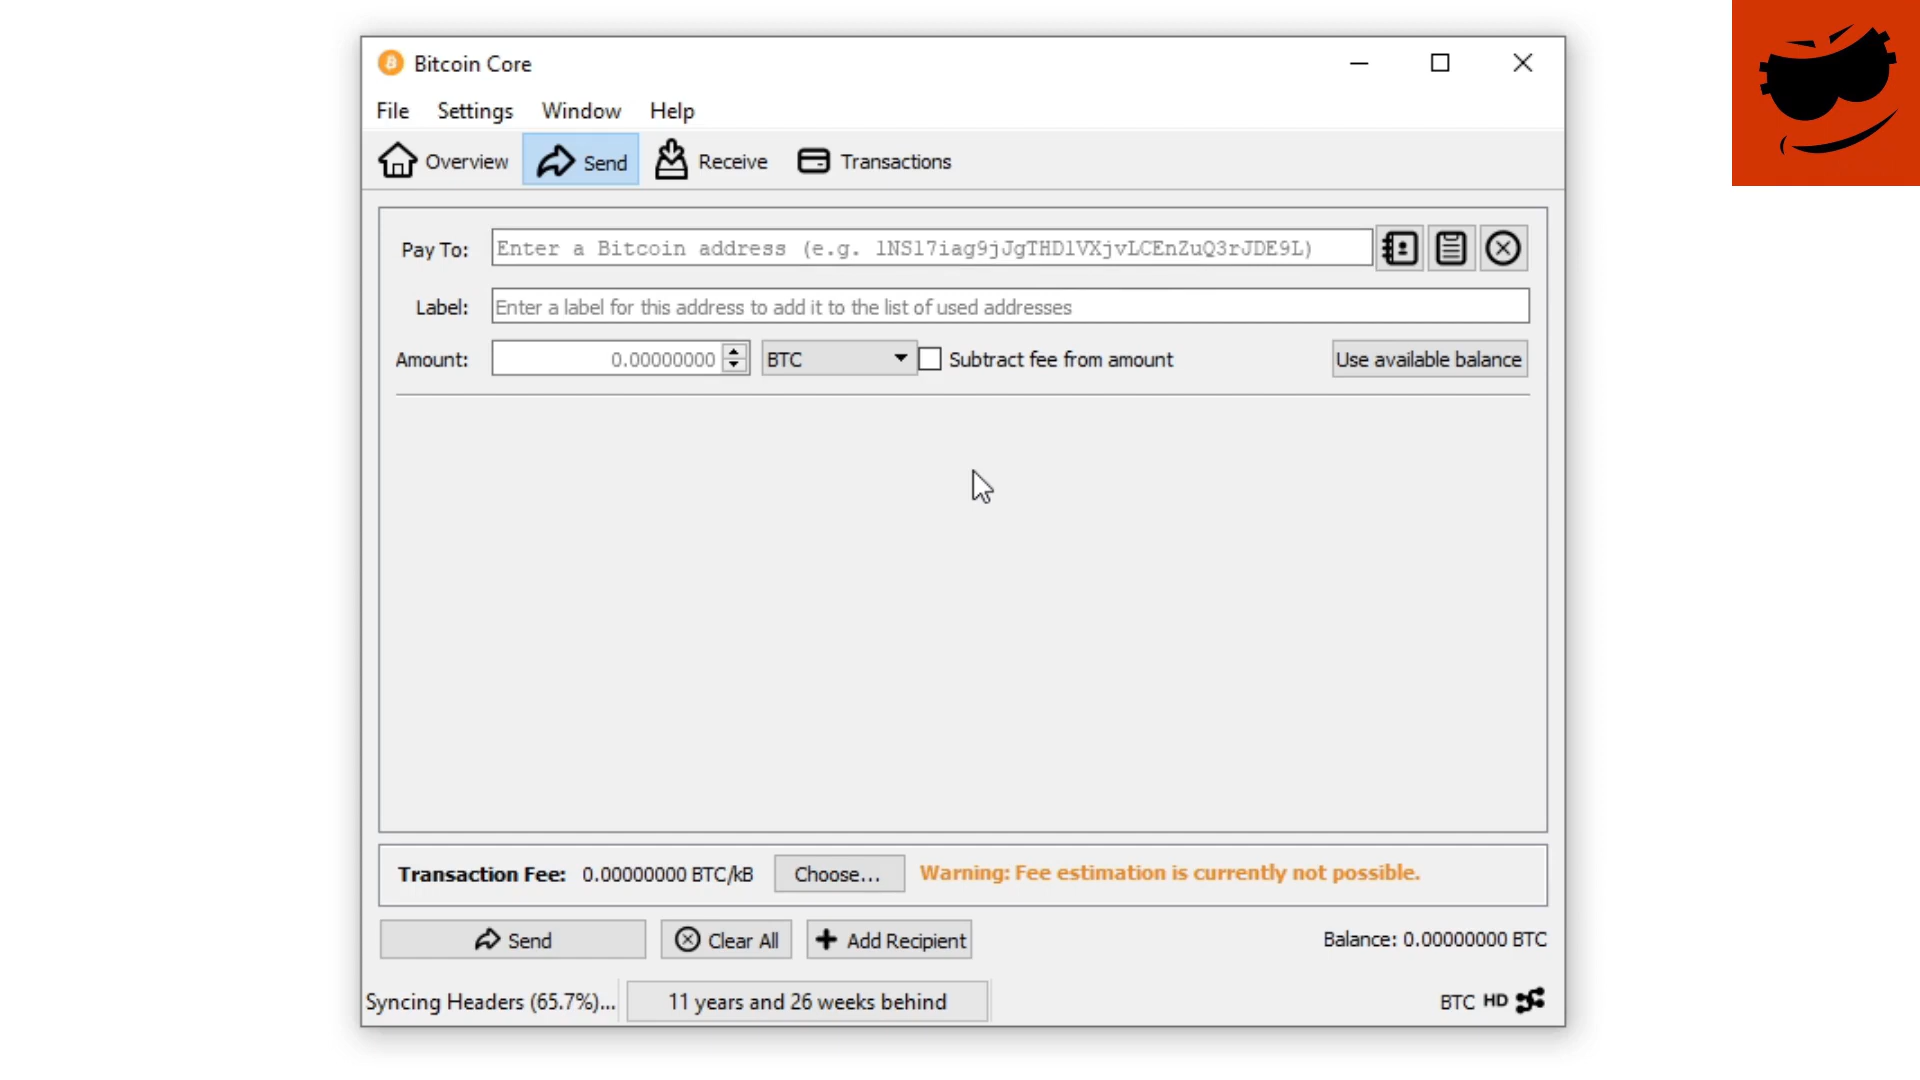 Bitcoin Core
File Settings Window Help
Overview Send Receive Transactions
Pay To: Enter a Bitcoin address (e.g. 1NS17iag9jJgTHD1VXjvLCEnZuQ3rJDE9L)
Label: Enter a label for this address to add it to the list of used addresses
Amount: 0.00000000 BTC Subtract fee from amount Use available balance
Transaction Fee: 0.00000000 BTC/kB Choose... Warning: Fee estimation is currently not possible.
Send Clear All Add Recipient Balance: 0.00000000 BTC
Syncing Headers (65.7%)... 11 years and 26 weeks behind BTC HD